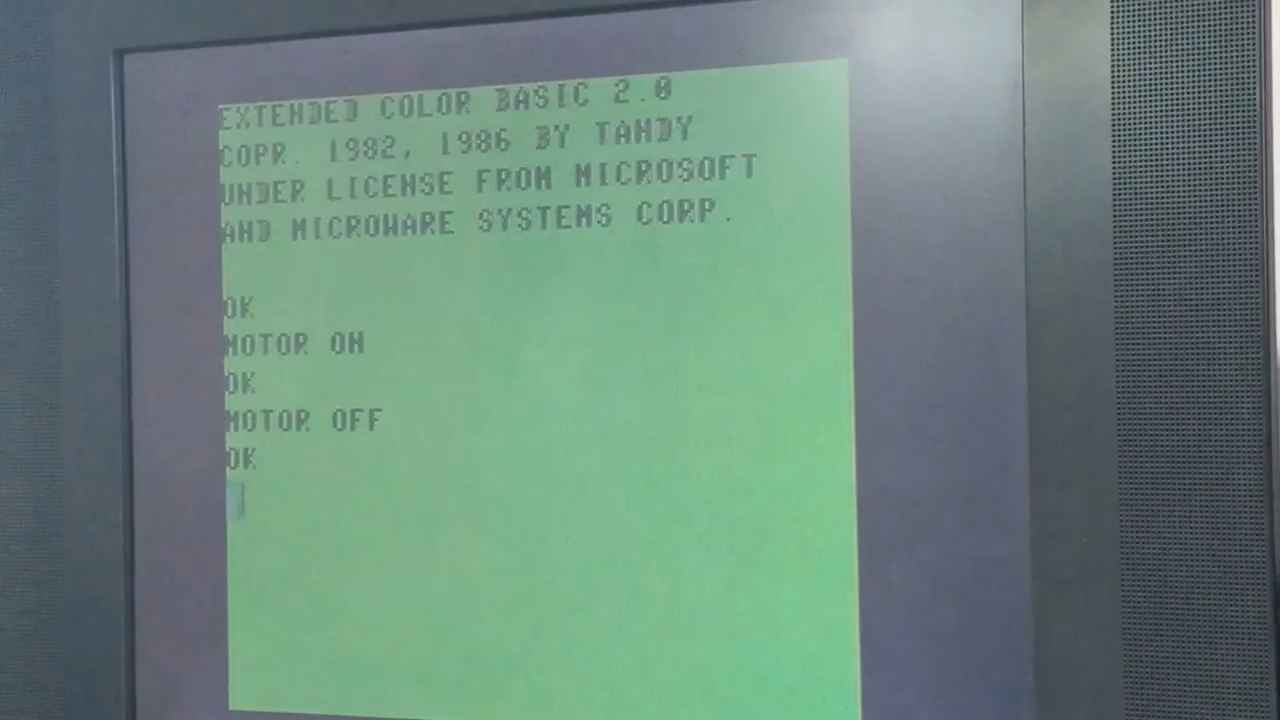 EXTENDED COLOR BASIC 2.0
COPR. 1982, 1986 BY TANDY
UNDER LICENSE FROM MICROSOFT
AND MICROWARE SYSTEMS CORP.
OK
MOTOR ON
OK
MOTOR OFF
OK